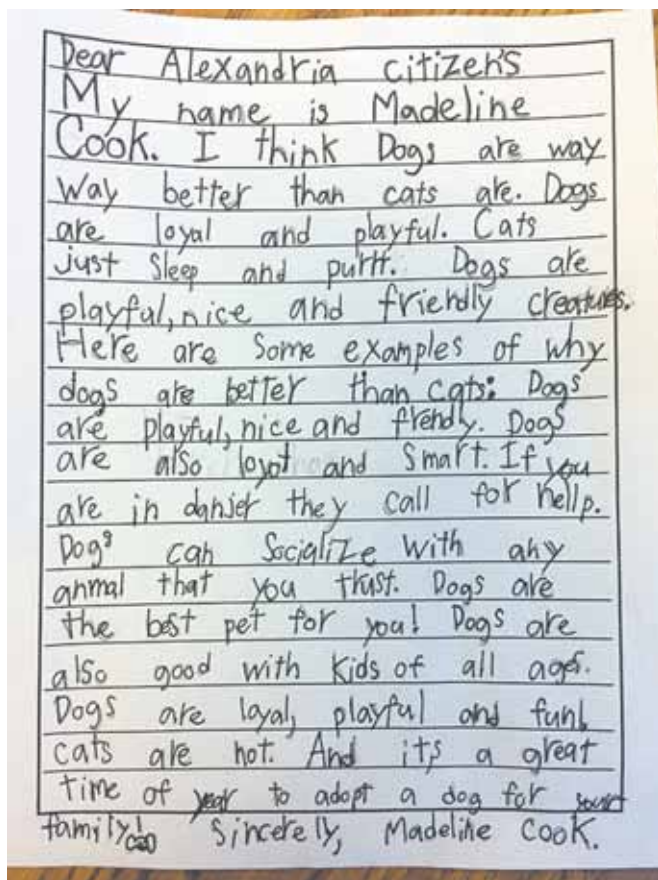 Dear Alexandria citizens
My name is Madeline
Cook. I think Dogs are way
way better than cats are. Dogs
are loyal and playful. Cats
just Sleep and purrr. Dogs are
playful, nice and friendly creatures.
Here are Some examples of why
dogs are better than cats: Dogs
are playful, nice and frendly. Dogs
are also loyol and Smart. If you
are in danjer they call for hellp.
Dogs can Socialize with any
anmal that you trust. Dogs are
the best pet for you! Dogs are
also good with kids of all ages.
Dogs are loyal, playful and fun!
cats are not. And its a great
time of year to adopt a dog for your
family! Sincerely, Madeline Cook.